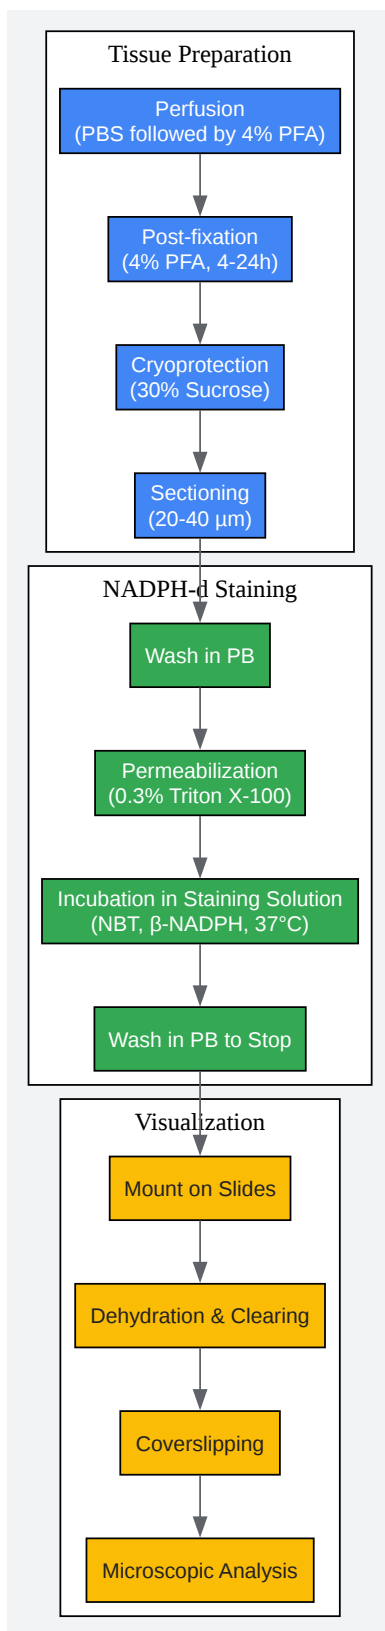 Tissue Preparation
Perfusion
(PBS followed by 4% PFA)
Post-fixation
(4% PFA, 4-24h)
Cryoprotection
(30% Sucrose)
Sectioning
(20-40 µm)
NADPH-d Staining
Wash in PB
Permeabilization
(0.3% Triton X-100)
Incubation in Staining Solution
(NBT, β-NADPH, 37°C)
Wash in PB to Stop
Visualization
Mount on Slides
Dehydration & Clearing
Coverslipping
Microscopic Analysis